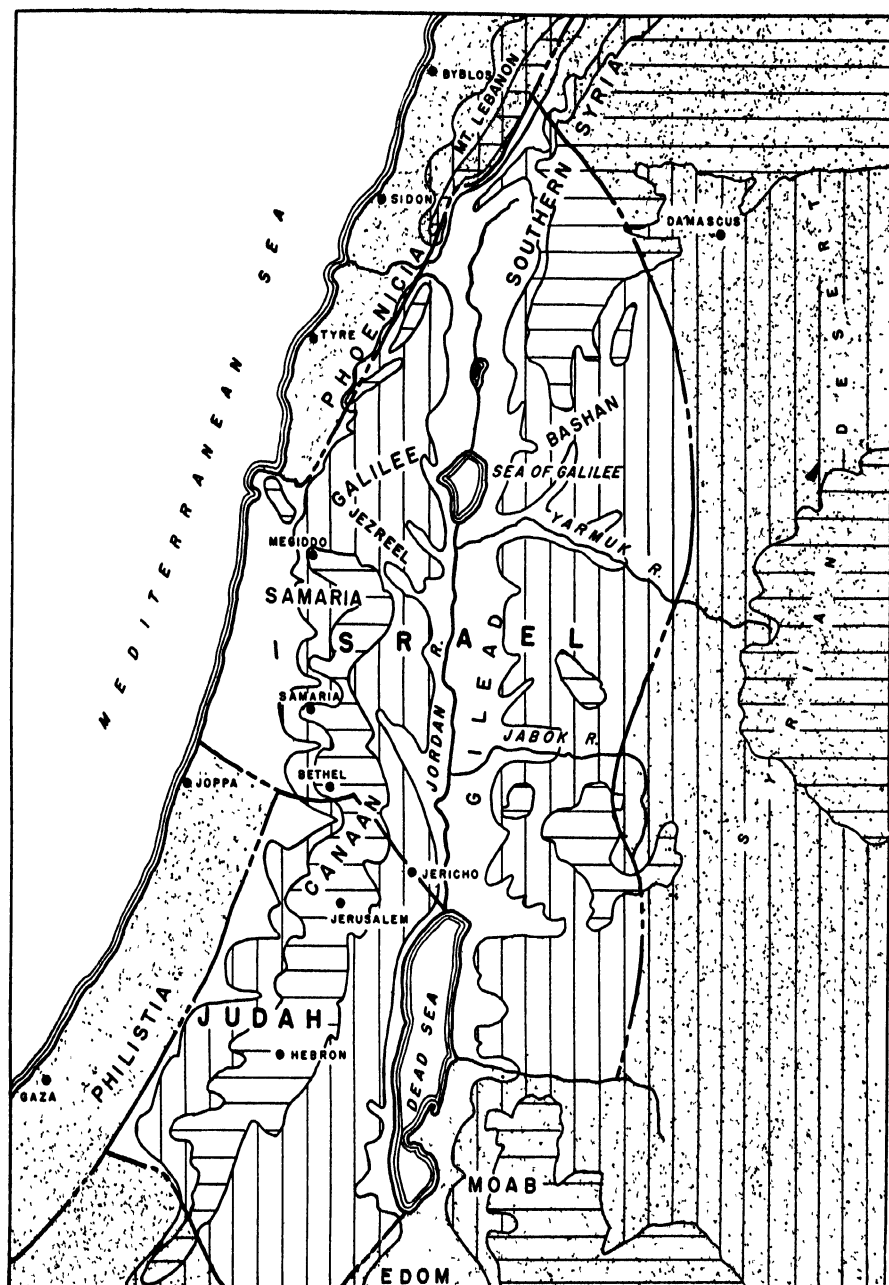 BYBLOS
MT. LEBANON
SOUTHERN SYRIA
SIDON
DAMASCUS
MEDITERRANEAN SEA
PHOENICIA
TYRE
SYRIAN DESERT
BASHAN
GALILEE
SEA OF GALILEE
JEZREEL
YARMUK R.
MEGIDDO
SAMARIA
ISRAEL
GILEAD
JORDAN R.
SAMARIA
JABOK R.
BETHEL
JOPPA
CANAAN
JERICHO
JERUSALEM
PHILISTIA
JUDAH
DEAD SEA
HEBRON
GAZA
MOAB
EDOM